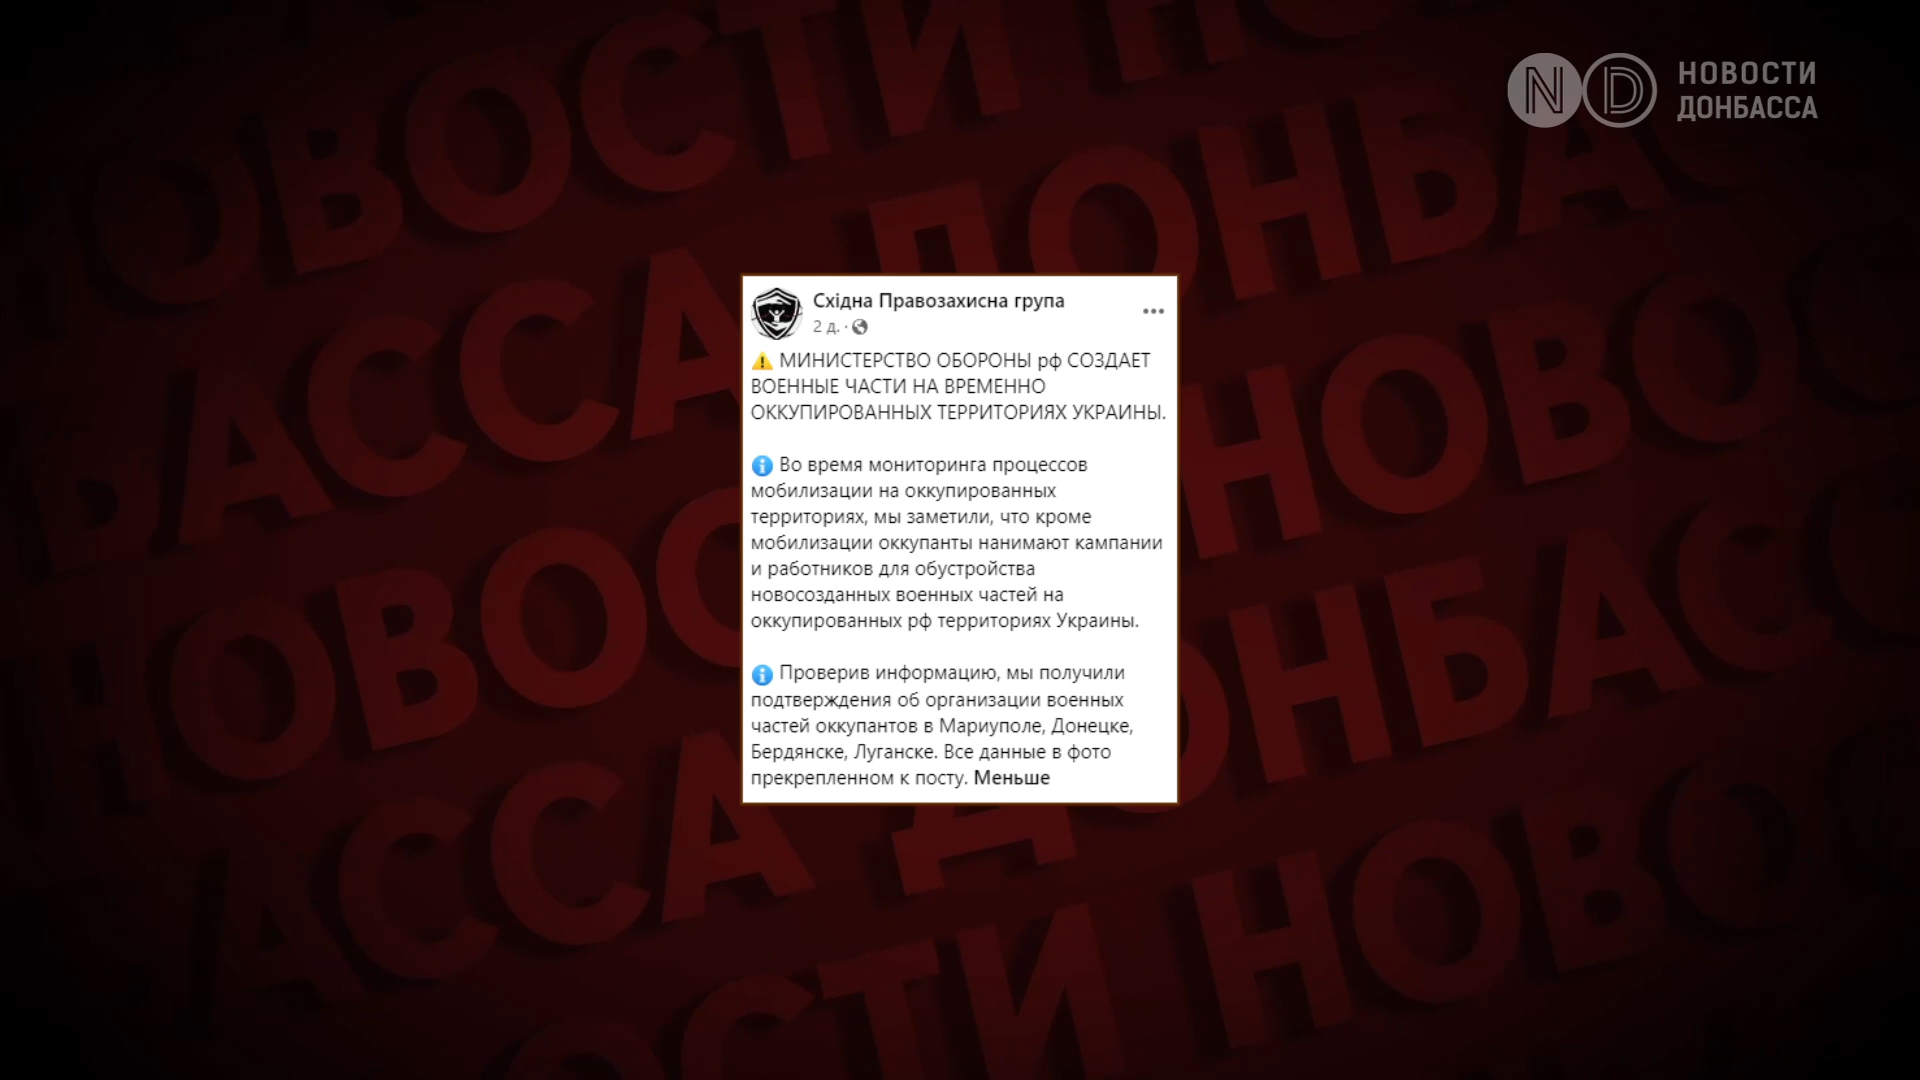 НОВОСТИ
ДОНБАССА
Східна Правозахисна група
2 д. ·
МИНИСТЕРСТВО ОБОРОНЫ рф СОЗДАЕТ
ВОЕННЫЕ ЧАСТИ НА ВРЕМЕННО
ОККУПИРОВАННЫХ ТЕРРИТОРИЯХ УКРАИНЫ.
Во время мониторинга процессов
мобилизации на оккупированных
территориях, мы заметили, что кроме
мобилизации оккупанты нанимают кампании
и работников для обустройства
новосозданных военных частей на
оккупированных рф территориях Украины.
Проверив информацию, мы получили
подтверждения об организации военных
частей оккупантов в Мариуполе, Донецке,
Бердянске, Луганске. Все данные в фото
прекрепленном к посту. Меньше